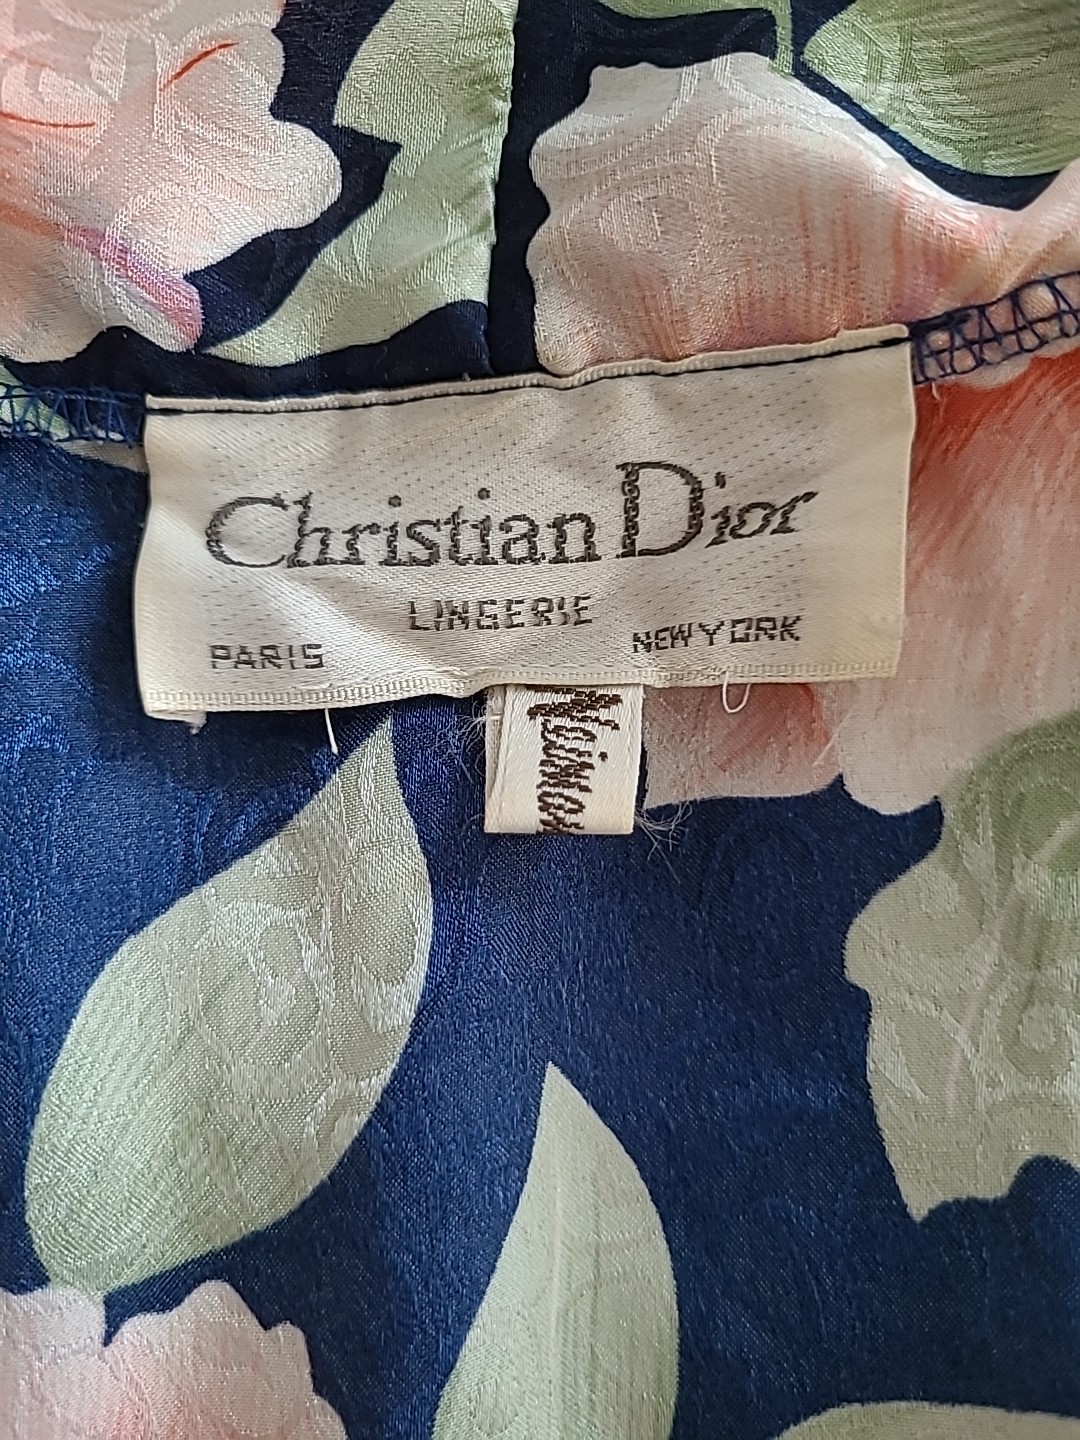 Christian Dior
LINGERIE
PARIS
NEW YORK